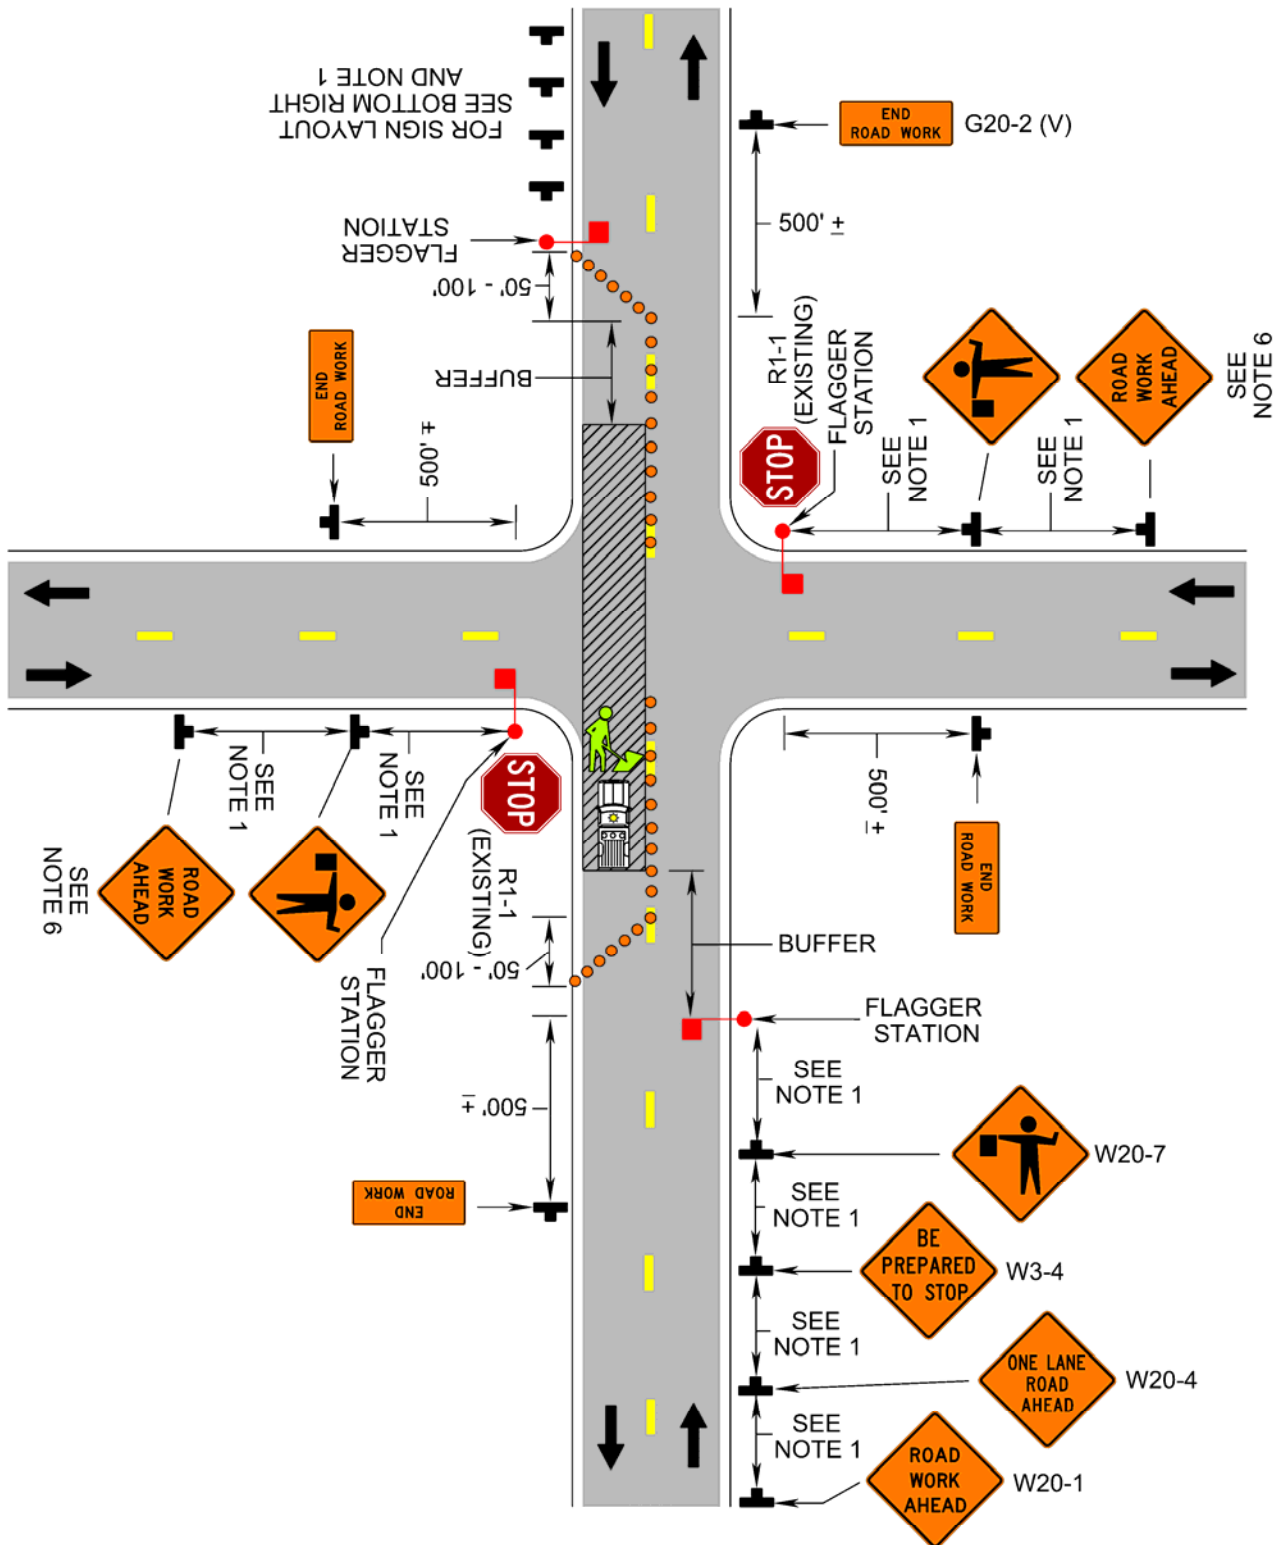 FOR SIGN LAYOUT
SEE BOTTOM RIGHT
AND NOTE 1
END
ROAD WORK
G20-2 (V)
500' ±
FLAGGER
STATION
50' - 100'
BUFFER
END
ROAD WORK
500' ±
R1-1
(EXISTING)
FLAGGER
STATION
STOP
SEE
NOTE 1
SEE
NOTE 1
ROAD
WORK
AHEAD
SEE
NOTE 6
SEE
NOTE 1
SEE
NOTE 1
STOP
R1-1
(EXISTING)
ROAD
WORK
AHEAD
SEE
NOTE 6
FLAGGER
STATION
50' - 100'
500' ±
END
ROAD WORK
500' ±
END
ROAD WORK
BUFFER
FLAGGER
STATION
SEE
NOTE 1
W20-7
SEE
NOTE 1
BE
PREPARED
TO STOP
W3-4
SEE
NOTE 1
ONE LANE
ROAD
AHEAD
W20-4
SEE
NOTE 1
ROAD
WORK
AHEAD
W20-1